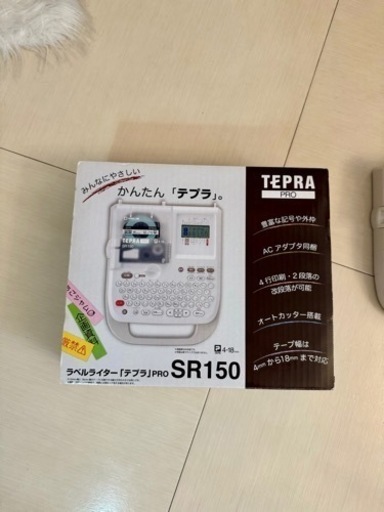 みんなにやさしい
かんたん「テプラ」。
TEPRA
PRO
豊富な記号や外枠
ACアダプタ同梱
4行印刷・2段落の
改段落が可能
オートカッター搭載
テープ幅は
4mmから18mmまで対応
TEPRA
4-18mm
ラベルライター「テプラ」PRO SR150